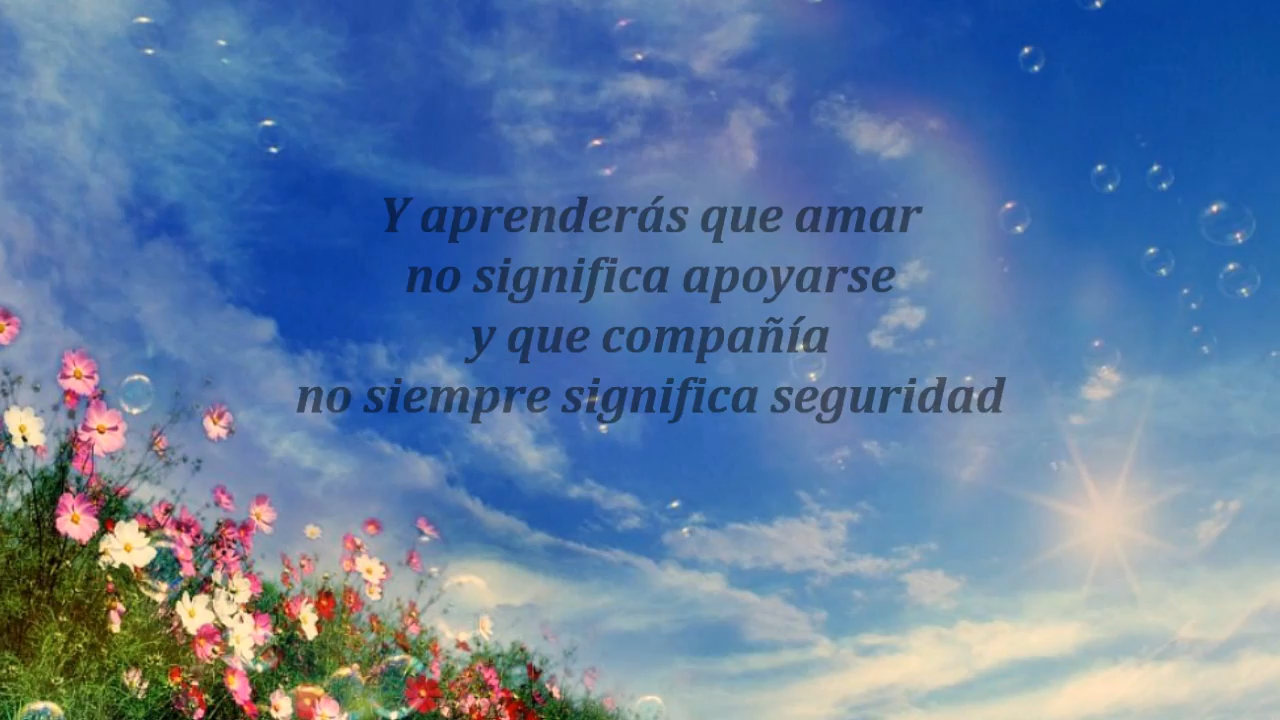 Y aprenderás que amar
no significa apoyarse
y que compañía
no siempre significa seguridad